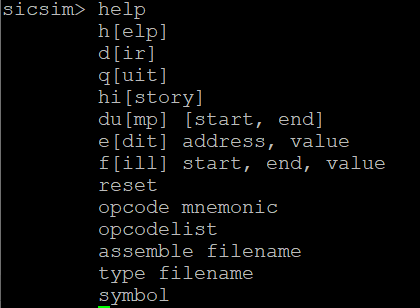 sicsim> help
h[elp]
d[ir]
q[uit]
hi[story]
du[mp] [start, end]
e[dit] address, value
f[ill] start, end, value
reset
opcode mnemonic
opcodelist
assemble filename
type filename
symbol